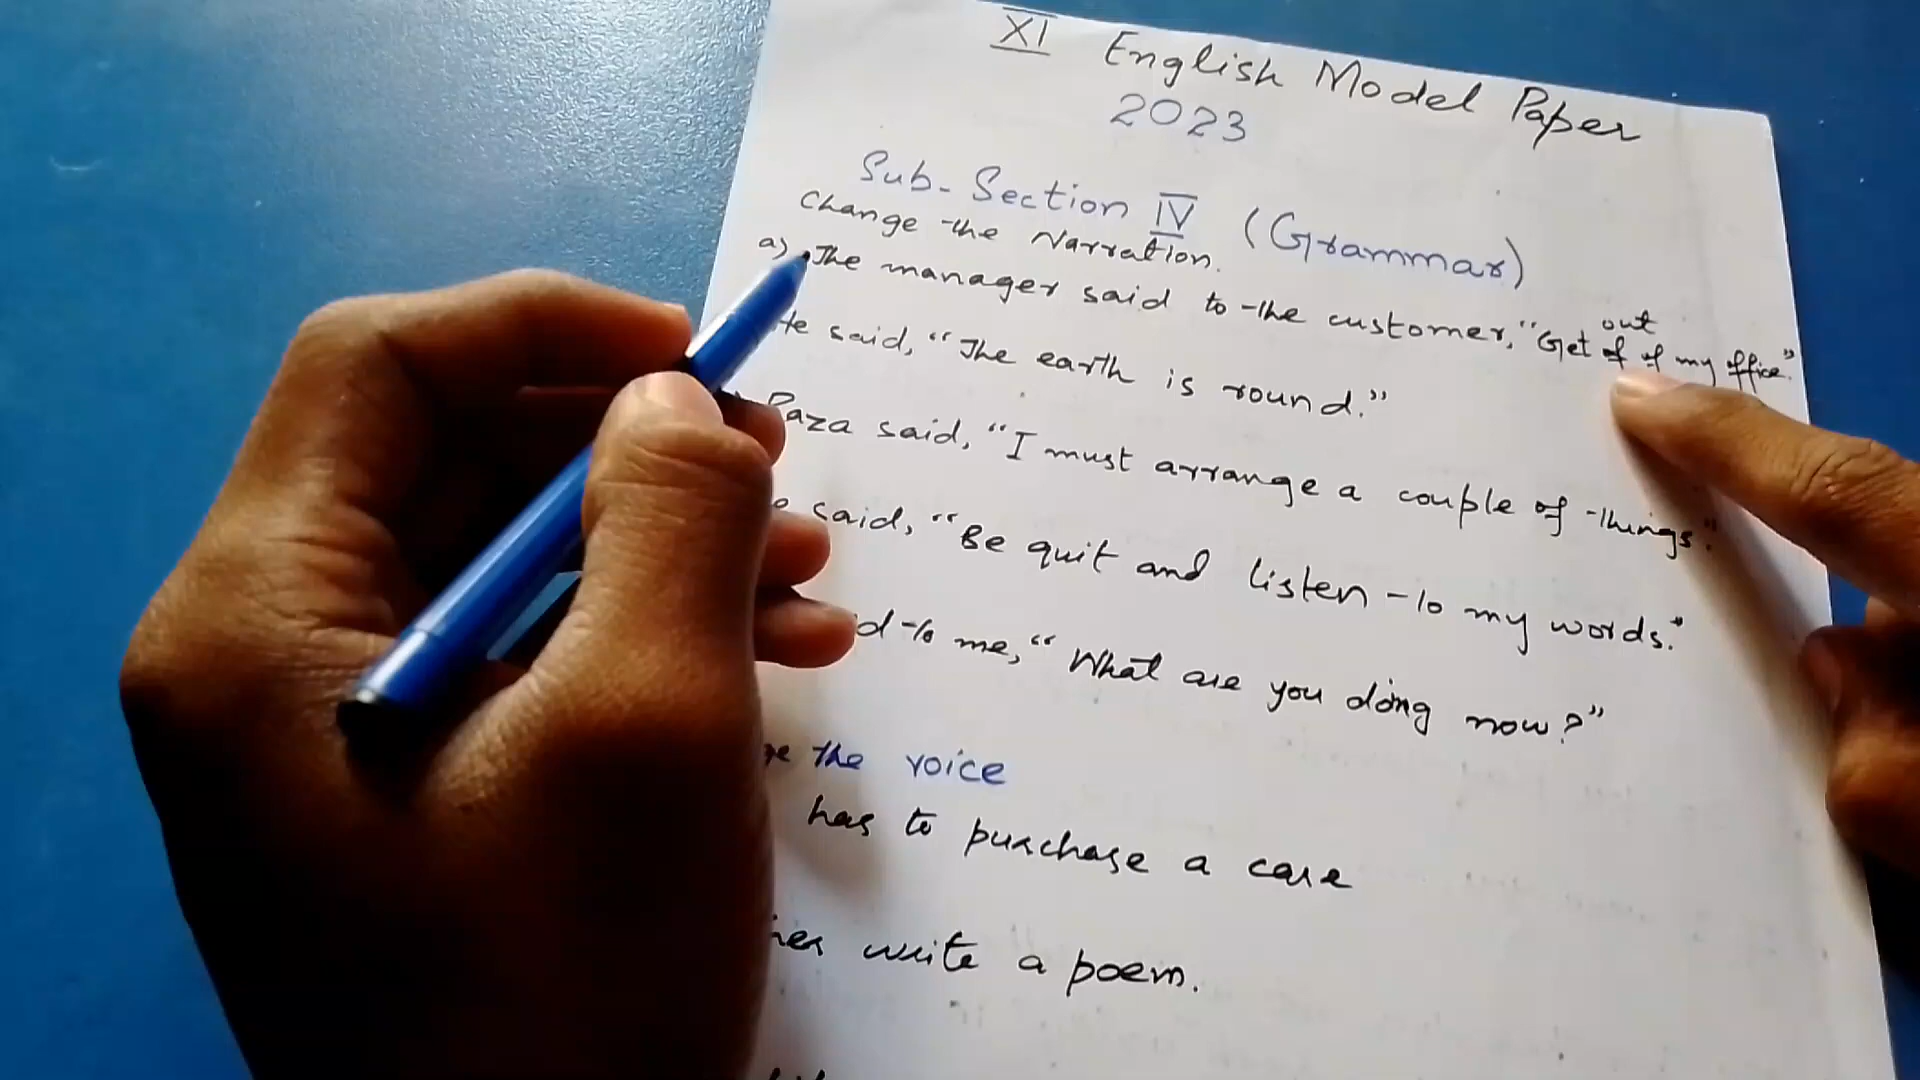 XI English Model Paper
2023
Sub-Section IV (Grammar)
Change the Narration.
a) The manager said to the customer, "Get of of my office."
out
He said, "The earth is round."
Raza said, "I must arrange a couple of things."
said, "Be quit and listen to my words."
to me, "What are you doing now?"
the voice
has to purchase a care
write a poem.